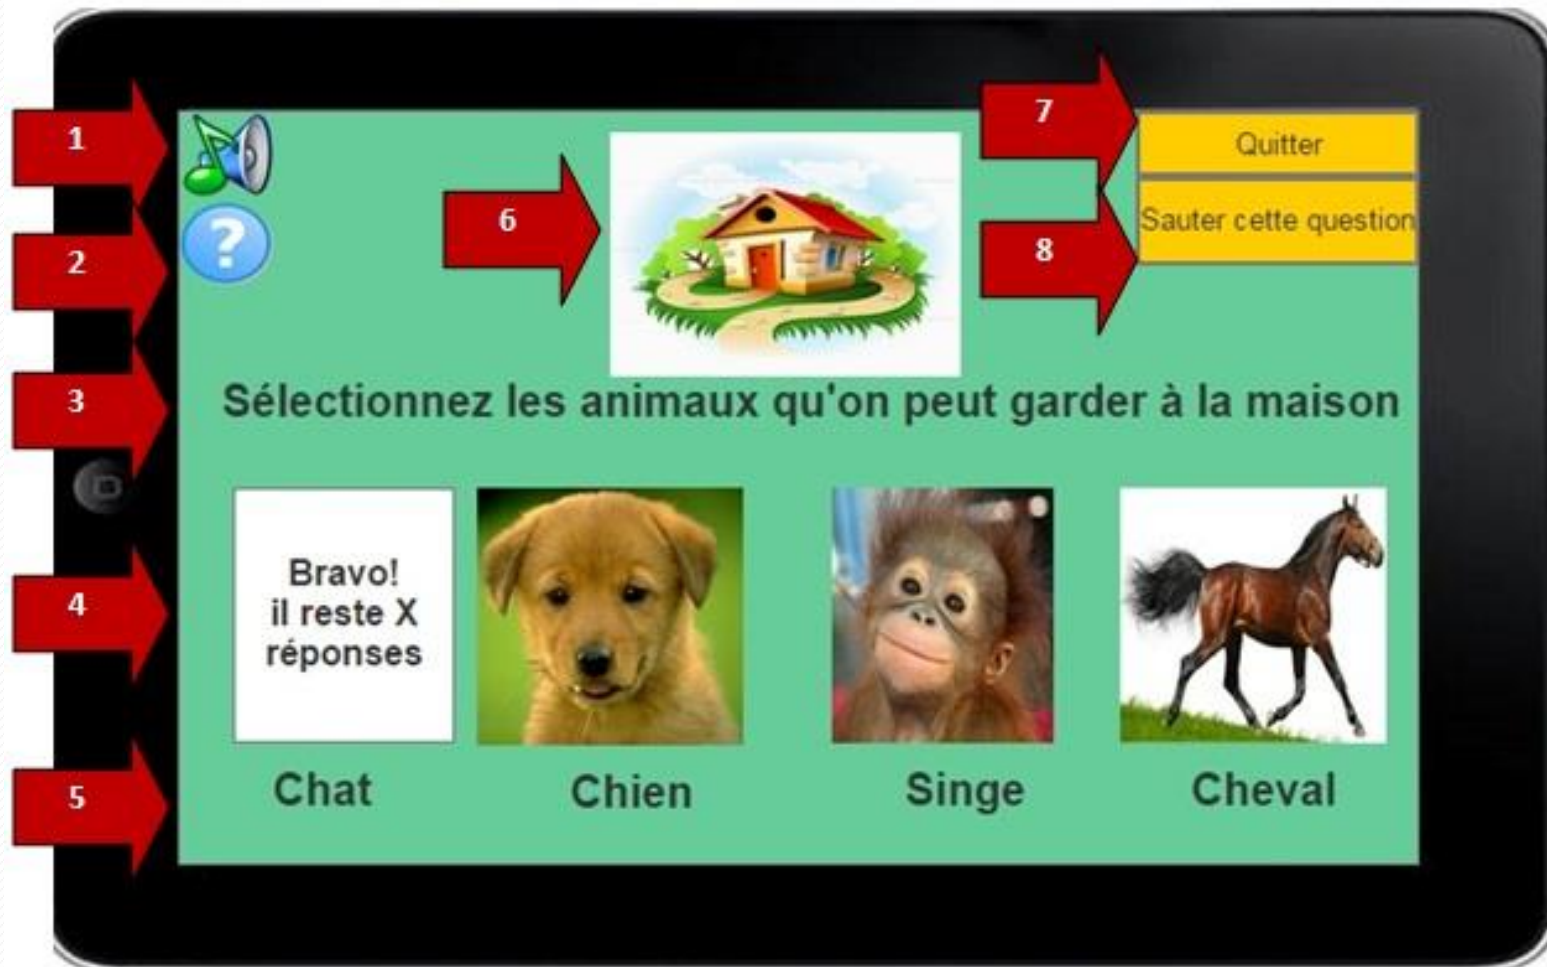 1
?
2
6
7
Quitter
8
Sauter cette question
3
Sélectionnez les animaux qu'on peut garder à la maison
4
Bravo!
il reste X
réponses
5
Chat
Chien
Singe
Cheval